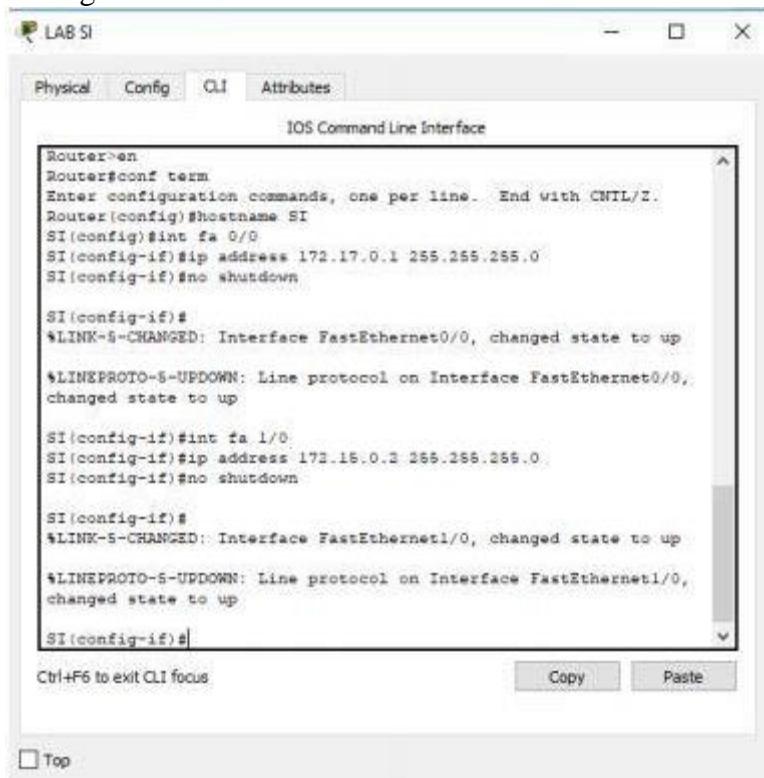 LAB SI
Physical Config CLI Attributes
IOS Command Line Interface
Router>en
Router#conf term
Enter configuration commands, one per line. End with CNTL/Z.
Router(config)#hostname SI
SI(config)#int fa 0/0
SI(config-if)#ip address 172.17.0.1 255.255.255.0
SI(config-if)#no shutdown
SI(config-if)#
%LINK-5-CHANGED: Interface FastEthernet0/0, changed state to up
%LINEPROTO-5-UPDOWN: Line protocol on Interface FastEthernet0/0,
changed state to up
SI(config-if)#int fa 1/0
SI(config-if)#ip address 172.15.0.2 255.255.255.0
SI(config-if)#no shutdown
SI(config-if)#
%LINK-5-CHANGED: Interface FastEthernet1/0, changed state to up
%LINEPROTO-5-UPDOWN: Line protocol on Interface FastEthernet1/0,
changed state to up
SI(config-if)#
Ctrl+F6 to exit CLI focus Copy Paste
Top